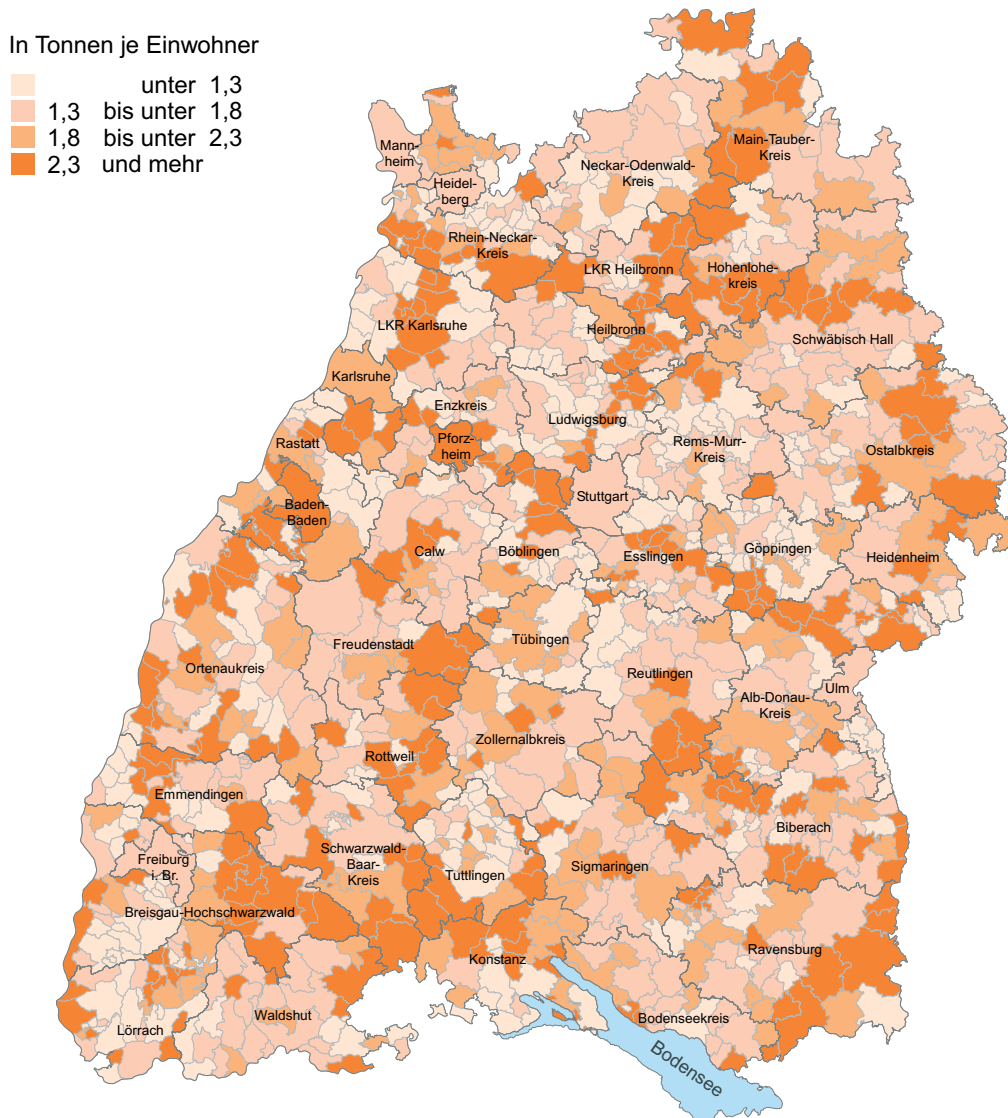 In Tonnen je Einwohner
unter 1,3
1,3 bis unter 1,8
1,8 bis unter 2,3
2,3 und mehr
Mann-
heim
Main-Tauber-
Kreis
Neckar-Odenwald-
Kreis
Heidel-
berg
Rhein-Neckar-
Kreis
LKR Heilbronn
Hohenlohe-
kreis
LKR Karlsruhe
Heilbronn
Schwäbisch Hall
Karlsruhe
Enzkreis
Ludwigsburg
Rastatt
Pforz-
heim
Rems-Murr-
Kreis
Ostalbkreis
Stuttgart
Baden-
Baden
Calw
Böblingen
Esslingen
Göppingen
Heidenheim
Freudenstadt
Tübingen
Ortenaukreis
Reutlingen
Ulm
Alb-Donau-
Kreis
Zollernalbkreis
Rottweil
Emmendingen
Biberach
Schwarzwald-
Baar-
Kreis
Freiburg
i. Br.
Tuttlingen
Sigmaringen
Breisgau-Hochschwarzwald
Ravensburg
Konstanz
Waldshut
Bodenseekreis
Lörrach
Bodensee